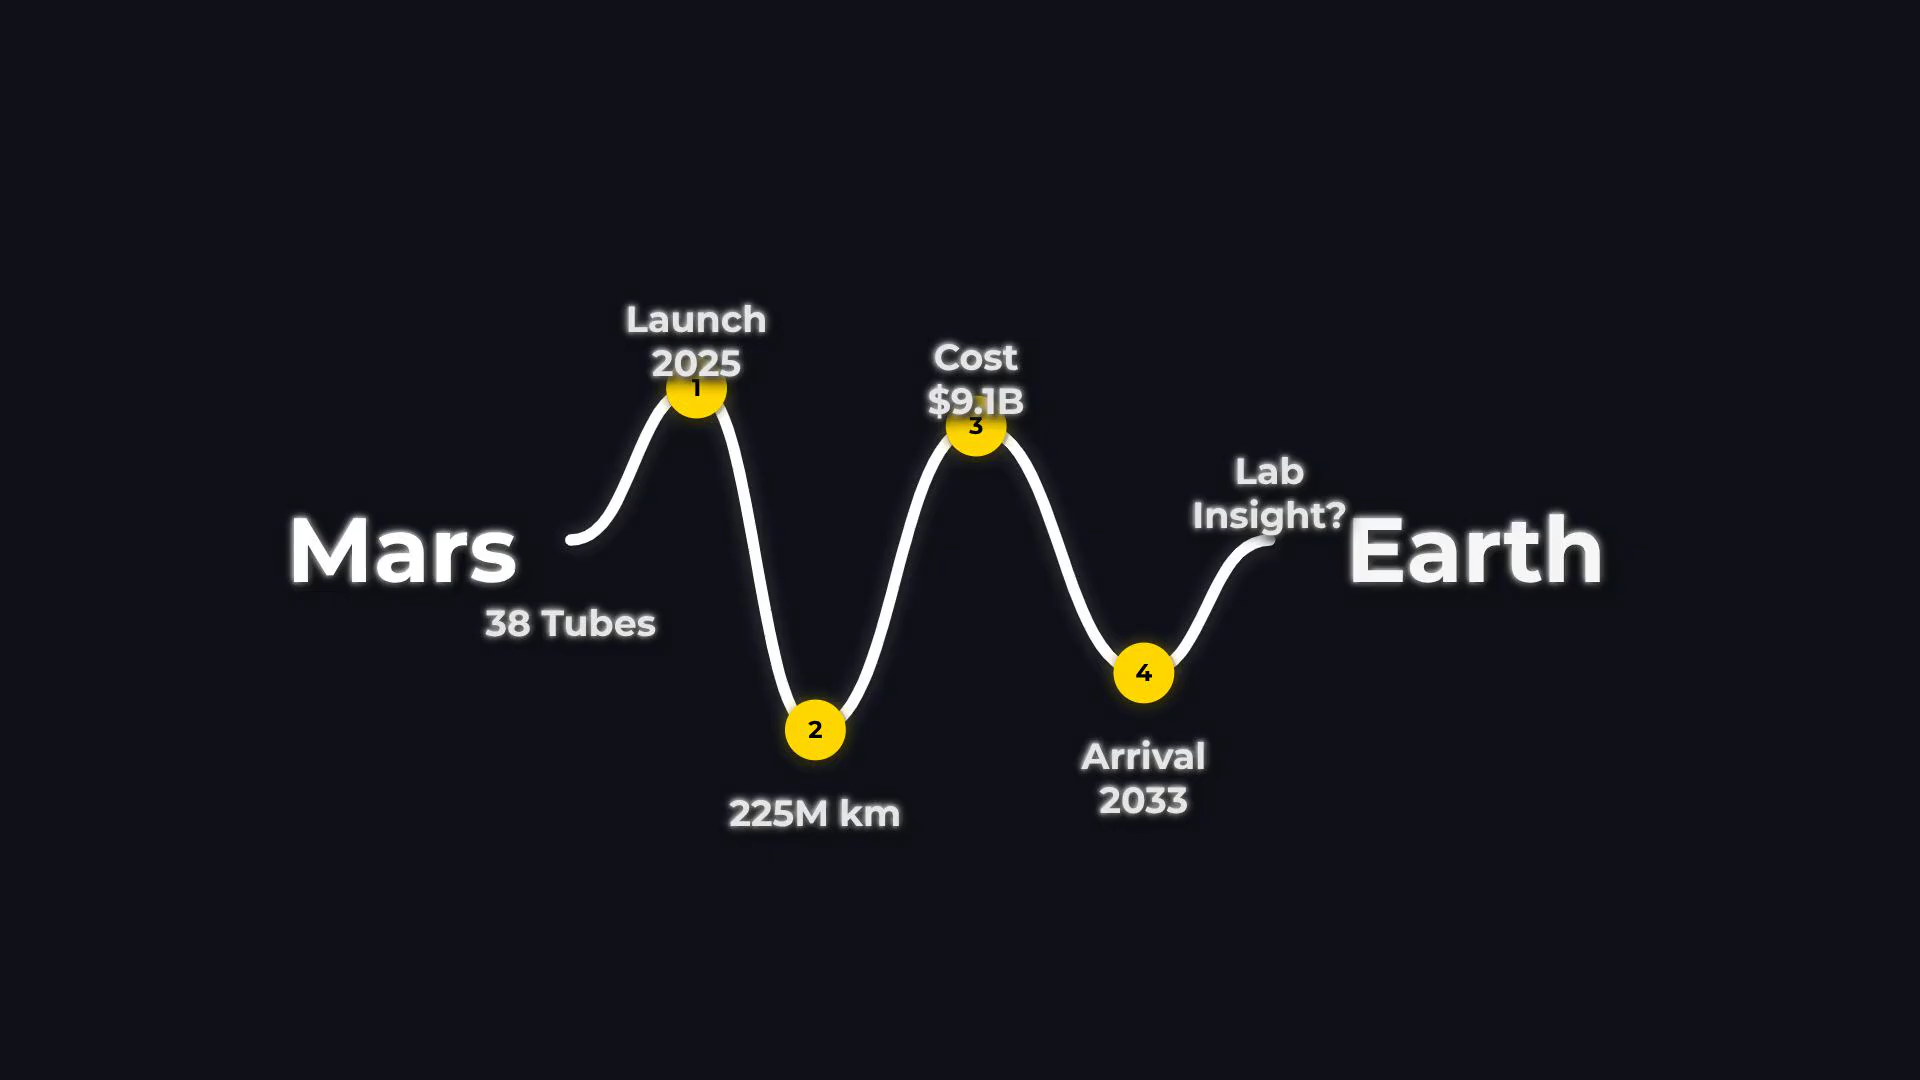 Mars
38 Tubes
Launch
2025
1
2
225M km
Cost
$9.1B
3
4
Arrival
2033
Lab
Insight?
Earth